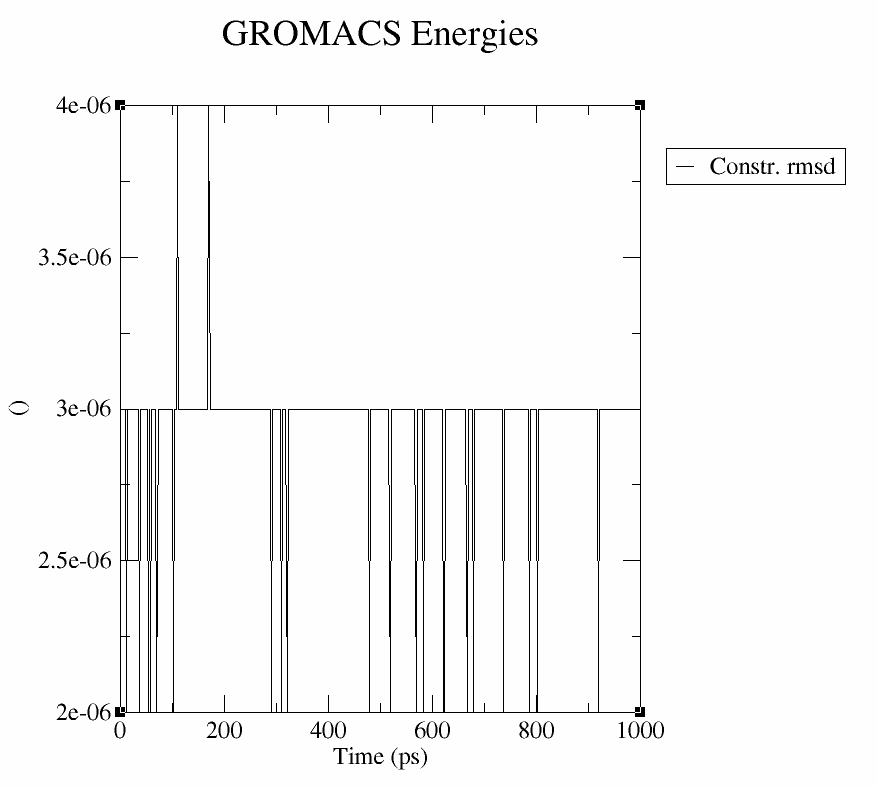 GROMACS Energies
4e-06
3.5e-06
3e-06
2.5e-06
2e-06
()
0 200 400 600 800 1000
Time (ps)
Constr. rmsd